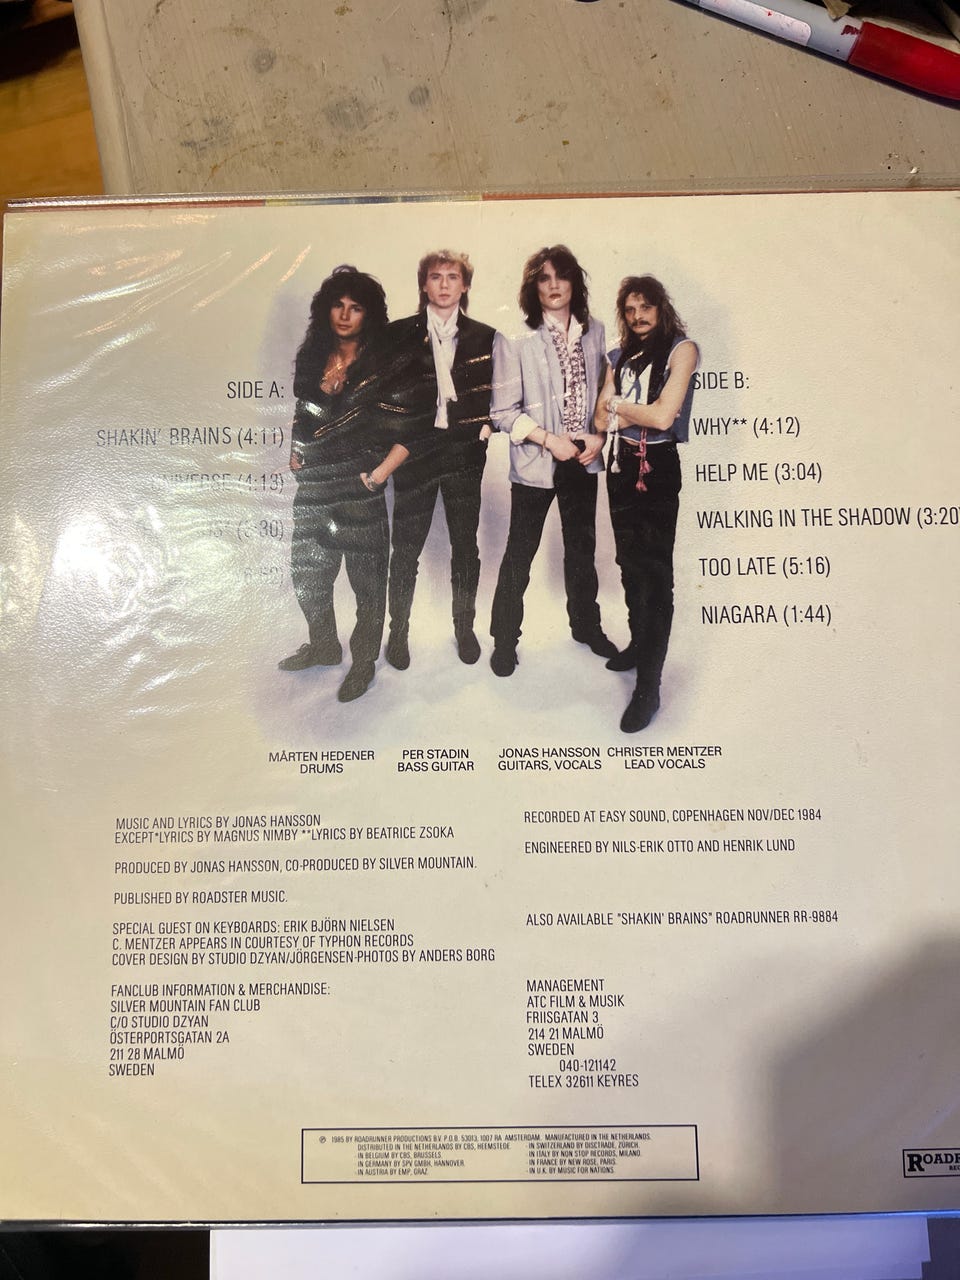 SIDE A:
SHAKIN' BRAINS (4:11)
UNIVERSE (4:13)
SIDE B:
WHY** (4:12)
HELP ME (3:04)
WALKING IN THE SHADOW (3:20
TOO LATE (5:16)
NIAGARA (1:44)
MÅRTEN HEDENER
DRUMS
PER STADIN
BASS GUITAR
JONAS HANSSON
GUITARS, VOCALS
CHRISTER MENTZER
LEAD VOCALS
MUSIC AND LYRICS BY JONAS HANSSON
EXCEPT*LYRICS BY MAGNUS NIMBY **LYRICS BY BEATRICE ZSOKA
PRODUCED BY JONAS HANSSON, CO-PRODUCED BY SILVER MOUNTAIN.
PUBLISHED BY ROADSTER MUSIC.
SPECIAL GUEST ON KEYBOARDS: ERIK BJÖRN NIELSEN
C. MENTZER APPEARS IN COURTESY OF TYPHON RECORDS
COVER DESIGN BY STUDIO DZYAN/JÖRGENSEN-PHOTOS BY ANDERS BORG
FANCLUB INFORMATION & MERCHANDISE:
SILVER MOUNTAIN FAN CLUB
C/O STUDIO DZYAN
ÖSTERPORTSGATAN 2A
211 28 MALMÖ
SWEDEN
RECORDED AT EASY SOUND, COPENHAGEN NOV/DEC 1984
ENGINEERED BY NILS-ERIK OTTO AND HENRIK LUND
ALSO AVAILABLE "SHAKIN' BRAINS" ROADRUNNER RR-9884
MANAGEMENT
ATC FILM & MUSIK
FRIISGATAN 3
214 21 MALMÖ
SWEDEN
040-121142
TELEX 32611 KEYRES
℗ 1985 BY ROADRUNNER PRODUCTIONS B.V. P.O.B. 53013, 1007 RA AMSTERDAM. MANUFACTURED IN THE NETHERLANDS.
DISTRIBUTED IN THE NETHERLANDS BY CBS, HEEMSTEDE
·IN BELGIUM BY CBS, BRUSSELS.
·IN GERMANY BY SPV GMBH, HANNOVER.
·IN AUSTRIA BY EMP, GRAZ.
·IN SWITZERLAND BY DISCTRADE, ZÜRICH.
·IN ITALY BY NON STOP RECORDS, MILANO.
·IN FRANCE BY NEW ROSE, PARIS.
·IN U.K. BY MUSIC FOR NATIONS.